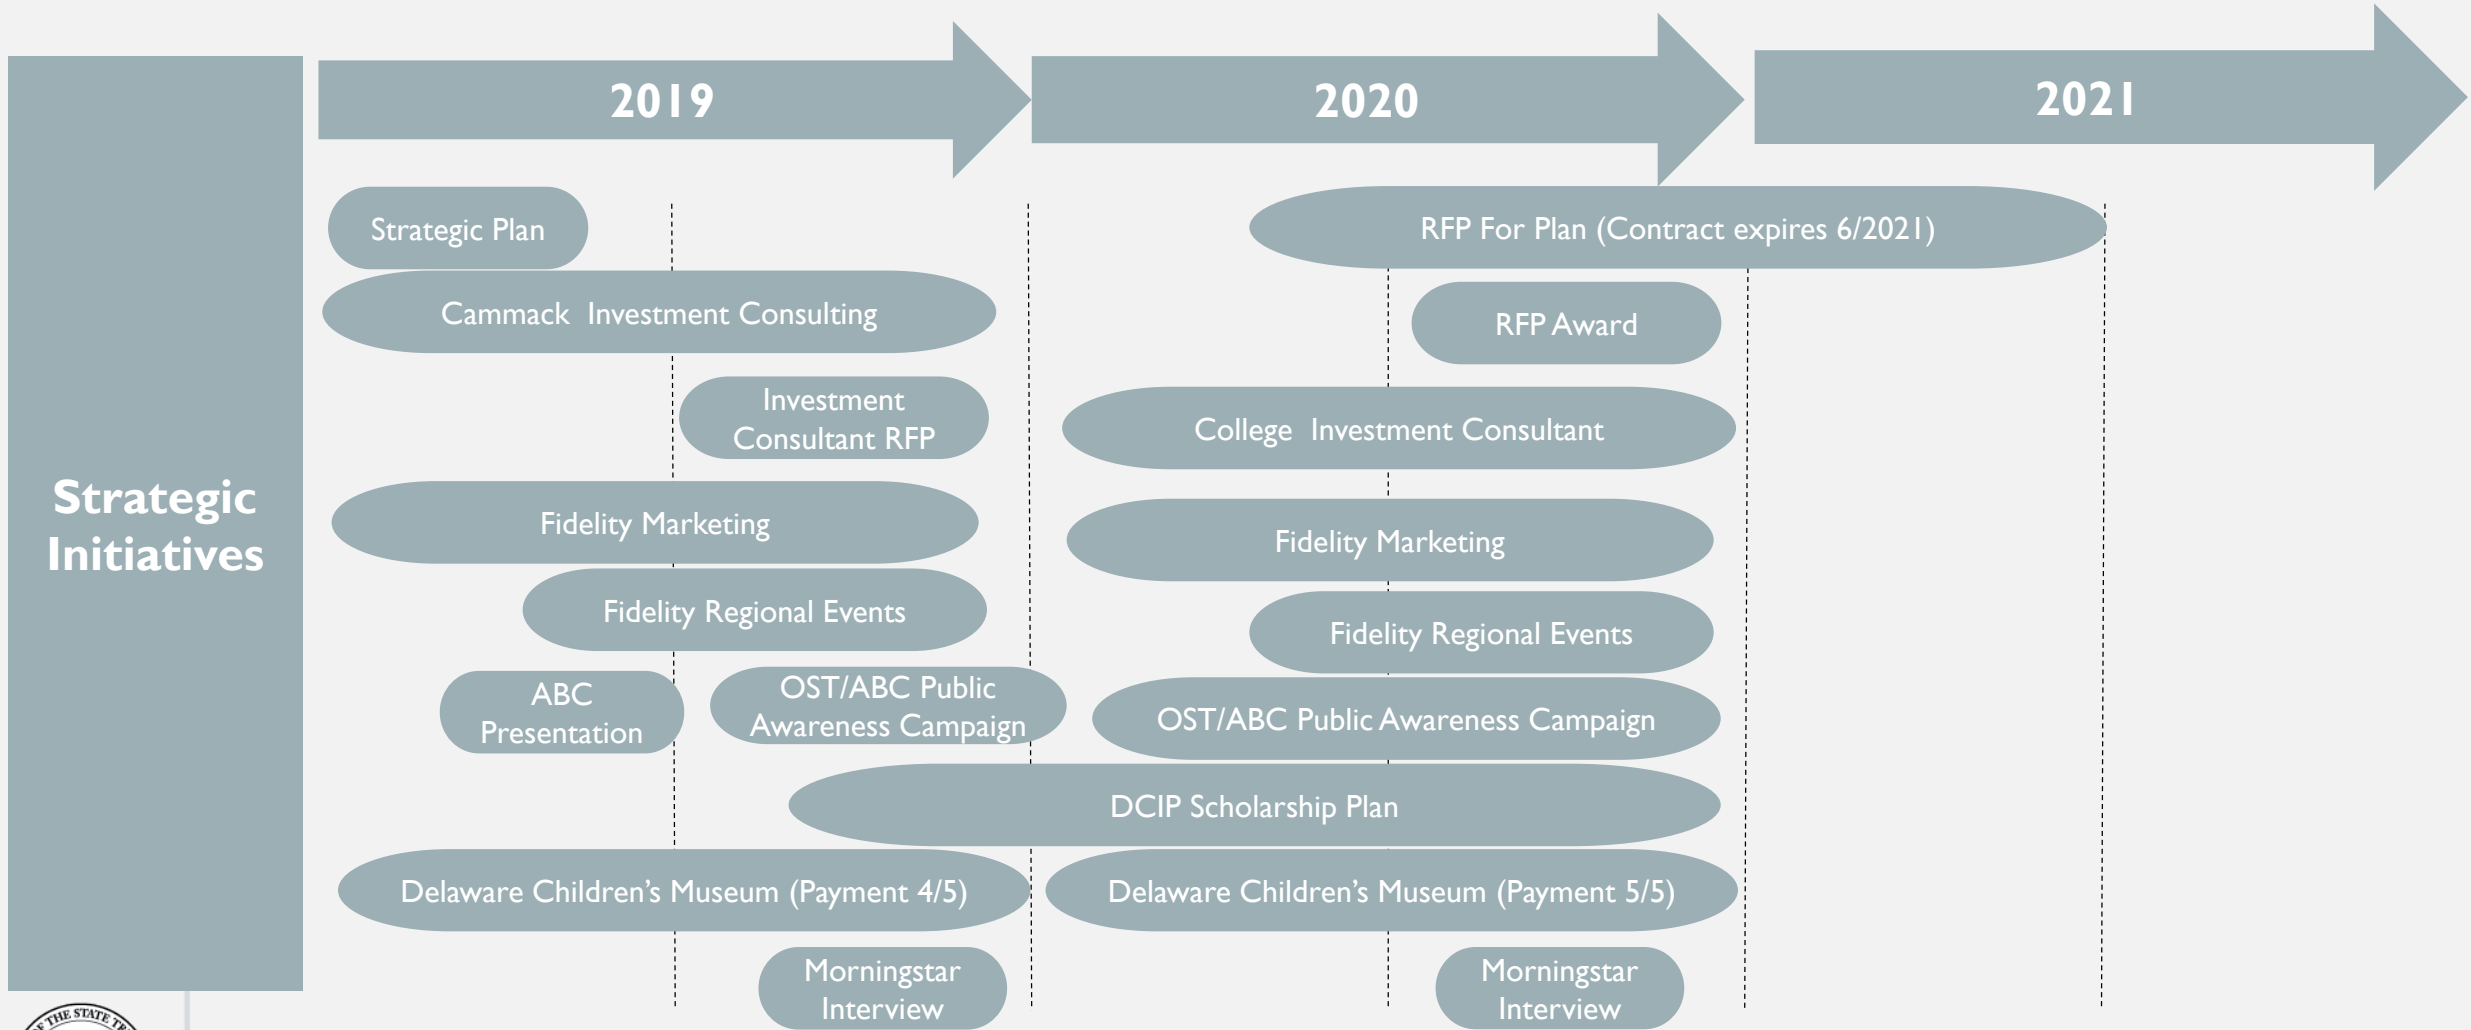 2019
2020
2021
Strategic
Initiatives
Strategic Plan
RFP For Plan (Contract expires 6/2021)
Cammack  Investment Consulting
RFP Award
Investment
Consultant RFP
College  Investment Consultant
Fidelity Marketing
Fidelity Marketing
Fidelity Regional Events
Fidelity Regional Events
ABC
Presentation
OST/ABC Public
Awareness Campaign
OST/ABC Public Awareness Campaign
DCIP Scholarship Plan
Delaware Children’s Museum (Payment 4/5)
Delaware Children’s Museum (Payment 5/5)
Morningstar
Interview
Morningstar
Interview
OF THE STATE